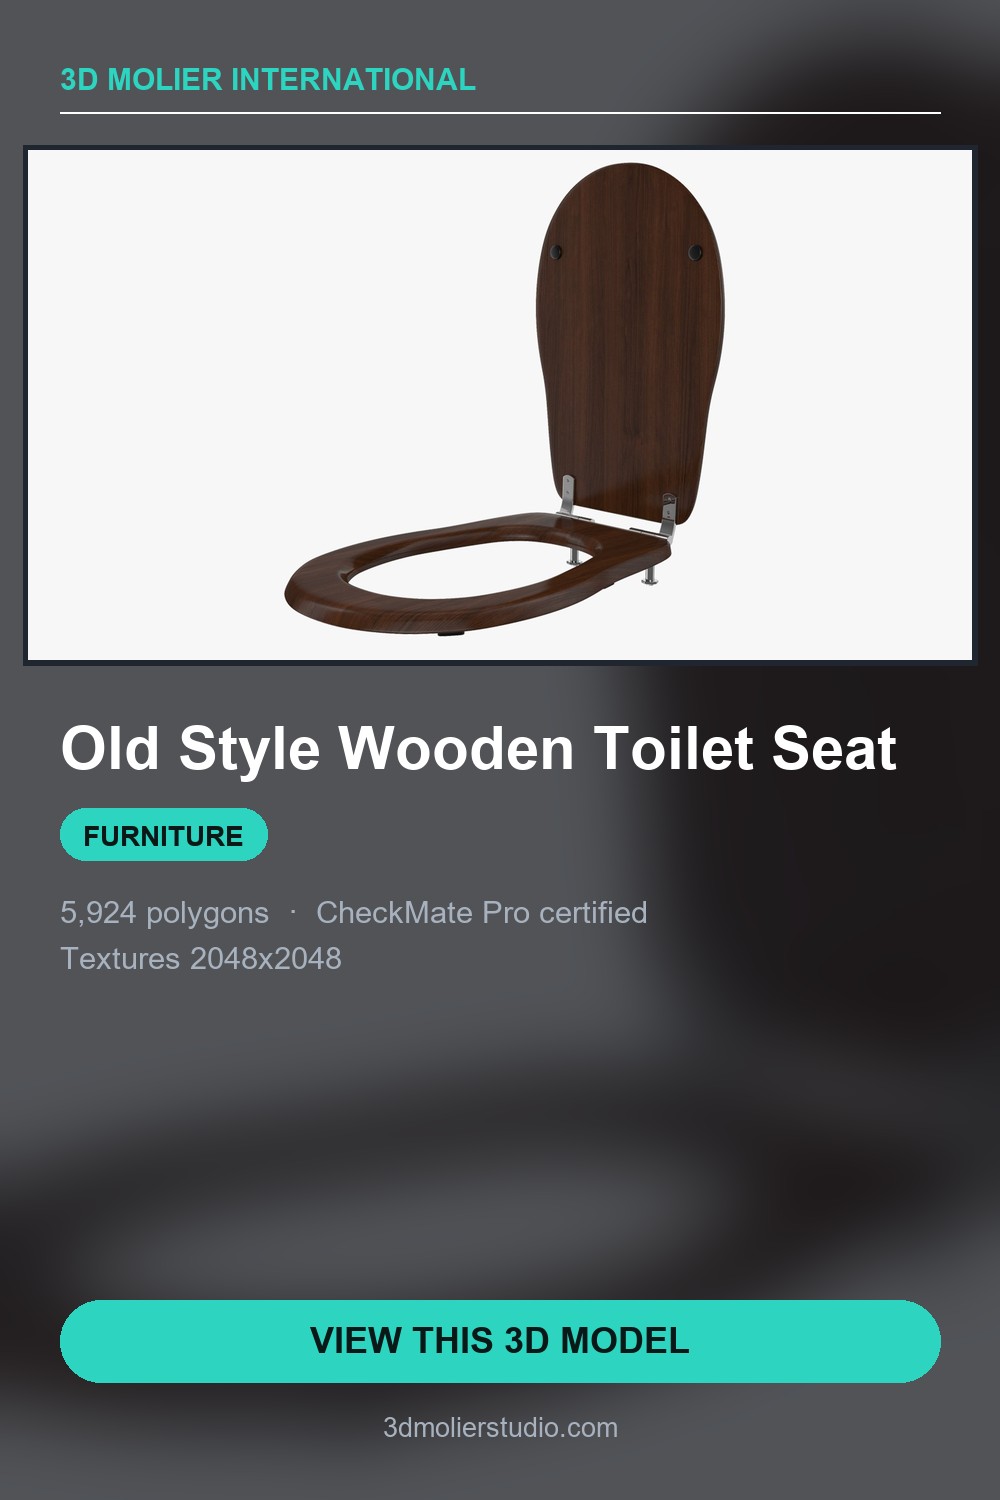 3D MOLIER INTERNATIONAL
Old Style Wooden Toilet Seat
FURNITURE
5,924 polygons · CheckMate Pro certified
Textures 2048x2048
VIEW THIS 3D MODEL
3dmolierstudio.com